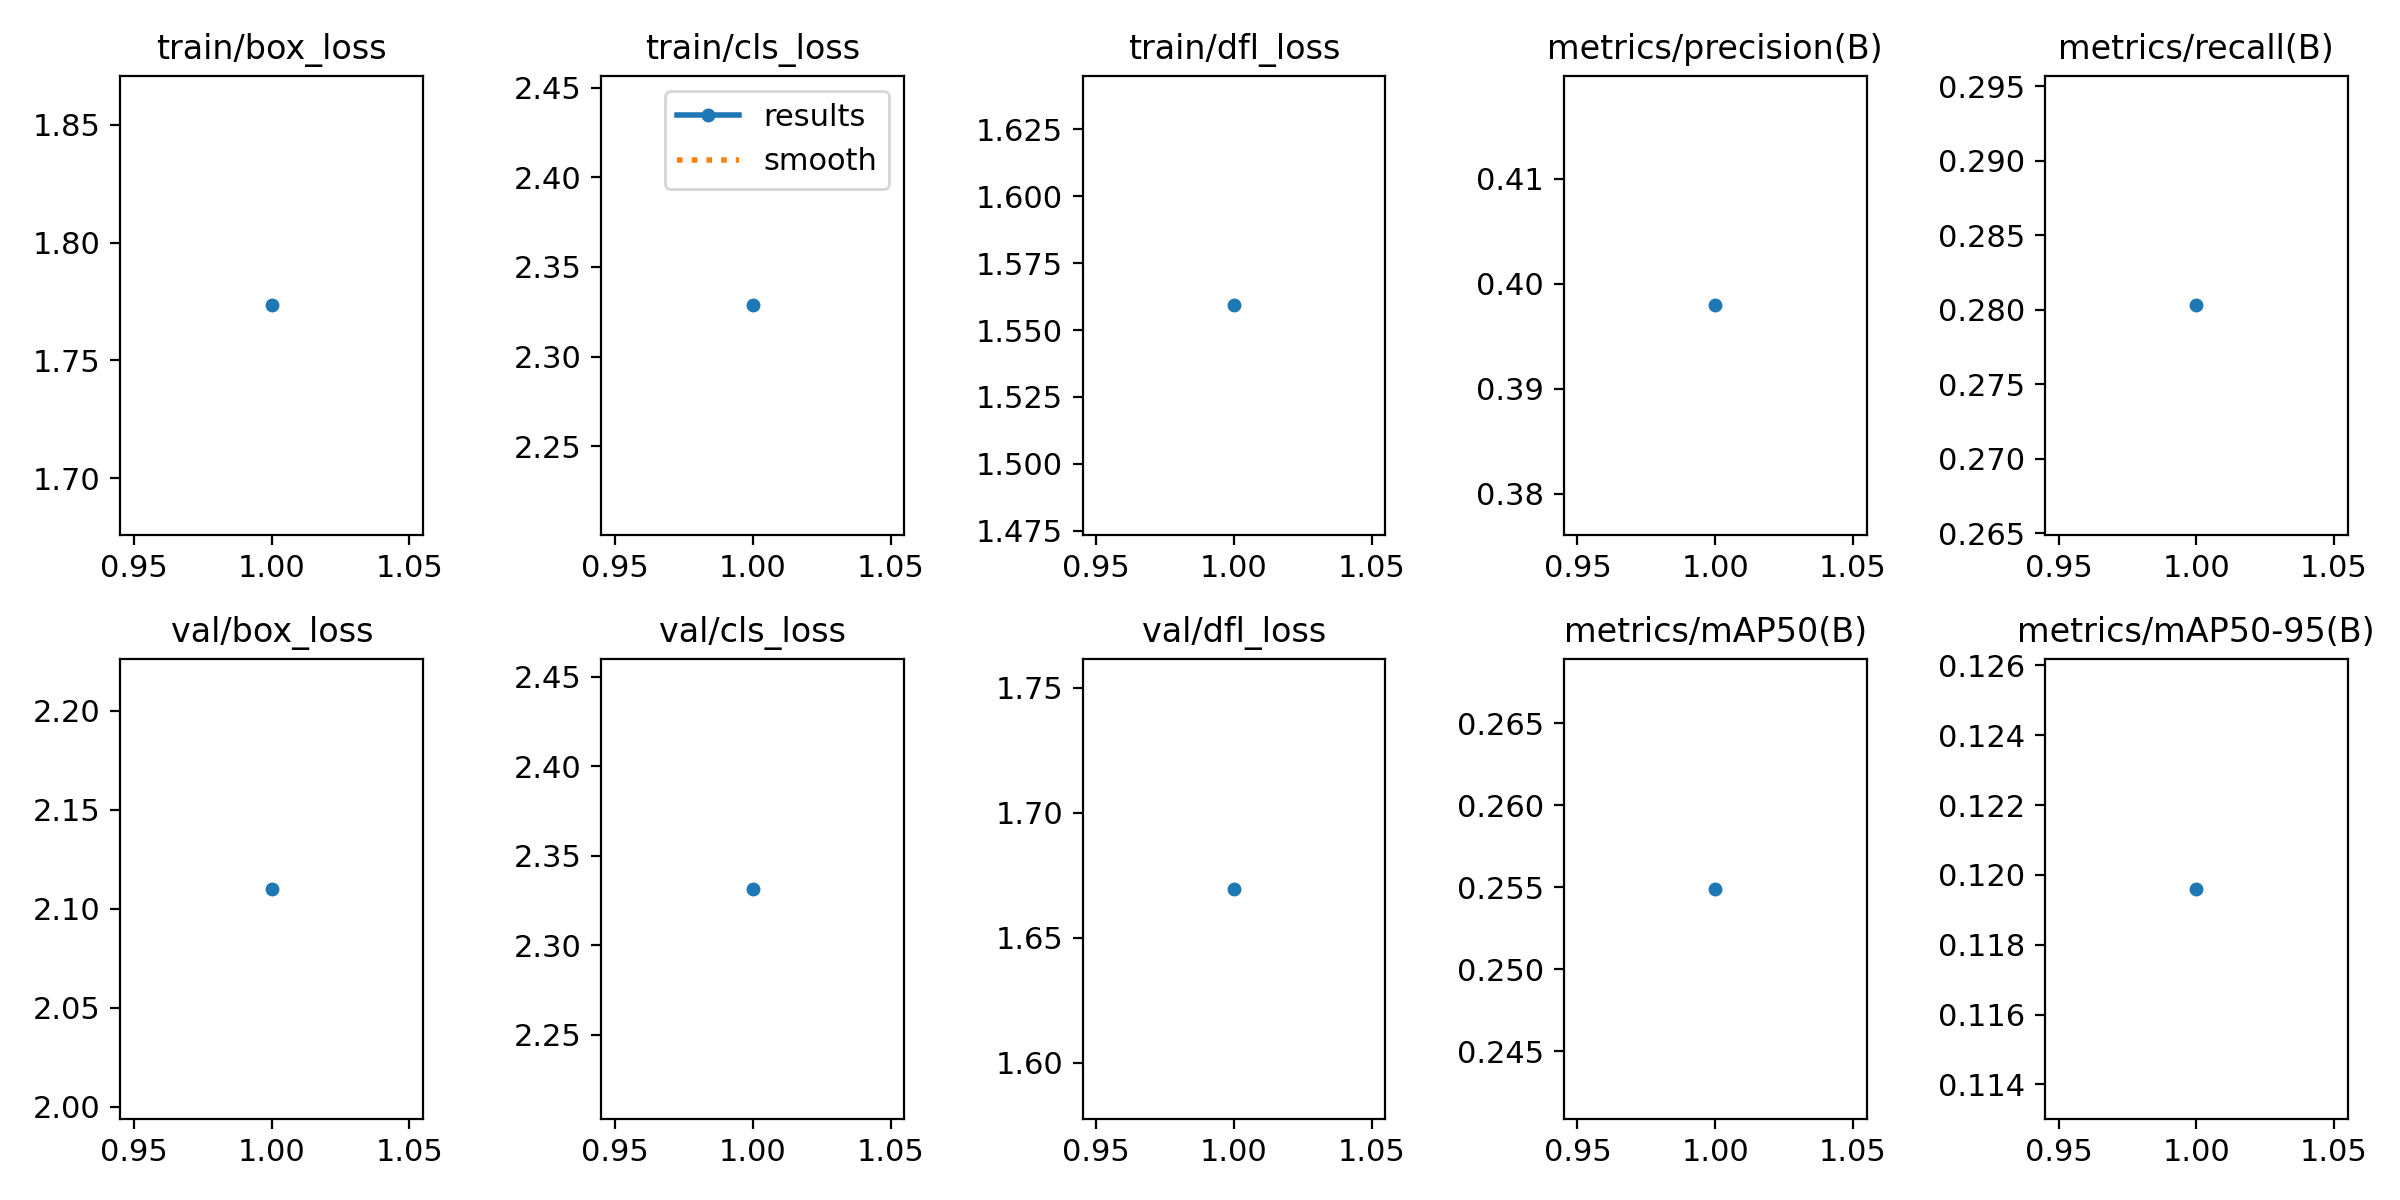 train/box_loss
1.85
1.80
1.75
1.70
0.95 1.00 1.05
train/cls_loss
results
smooth
2.45
2.40
2.35
2.30
2.25
0.95 1.00 1.05
train/dfl_loss
1.625
1.600
1.575
1.550
1.525
1.500
1.475
0.95 1.00 1.05
metrics/precision(B)
0.41
0.40
0.39
0.38
0.95 1.00 1.05
metrics/recall(B)
0.295
0.290
0.285
0.280
0.275
0.270
0.265
0.95 1.00 1.05
val/box_loss
2.20
2.15
2.10
2.05
2.00
0.95 1.00 1.05
val/cls_loss
2.45
2.40
2.35
2.30
2.25
0.95 1.00 1.05
val/dfl_loss
1.75
1.70
1.65
1.60
0.95 1.00 1.05
metrics/mAP50(B)
0.265
0.260
0.255
0.250
0.245
0.95 1.00 1.05
metrics/mAP50-95(B)
0.126
0.124
0.122
0.120
0.118
0.116
0.114
0.95 1.00 1.05